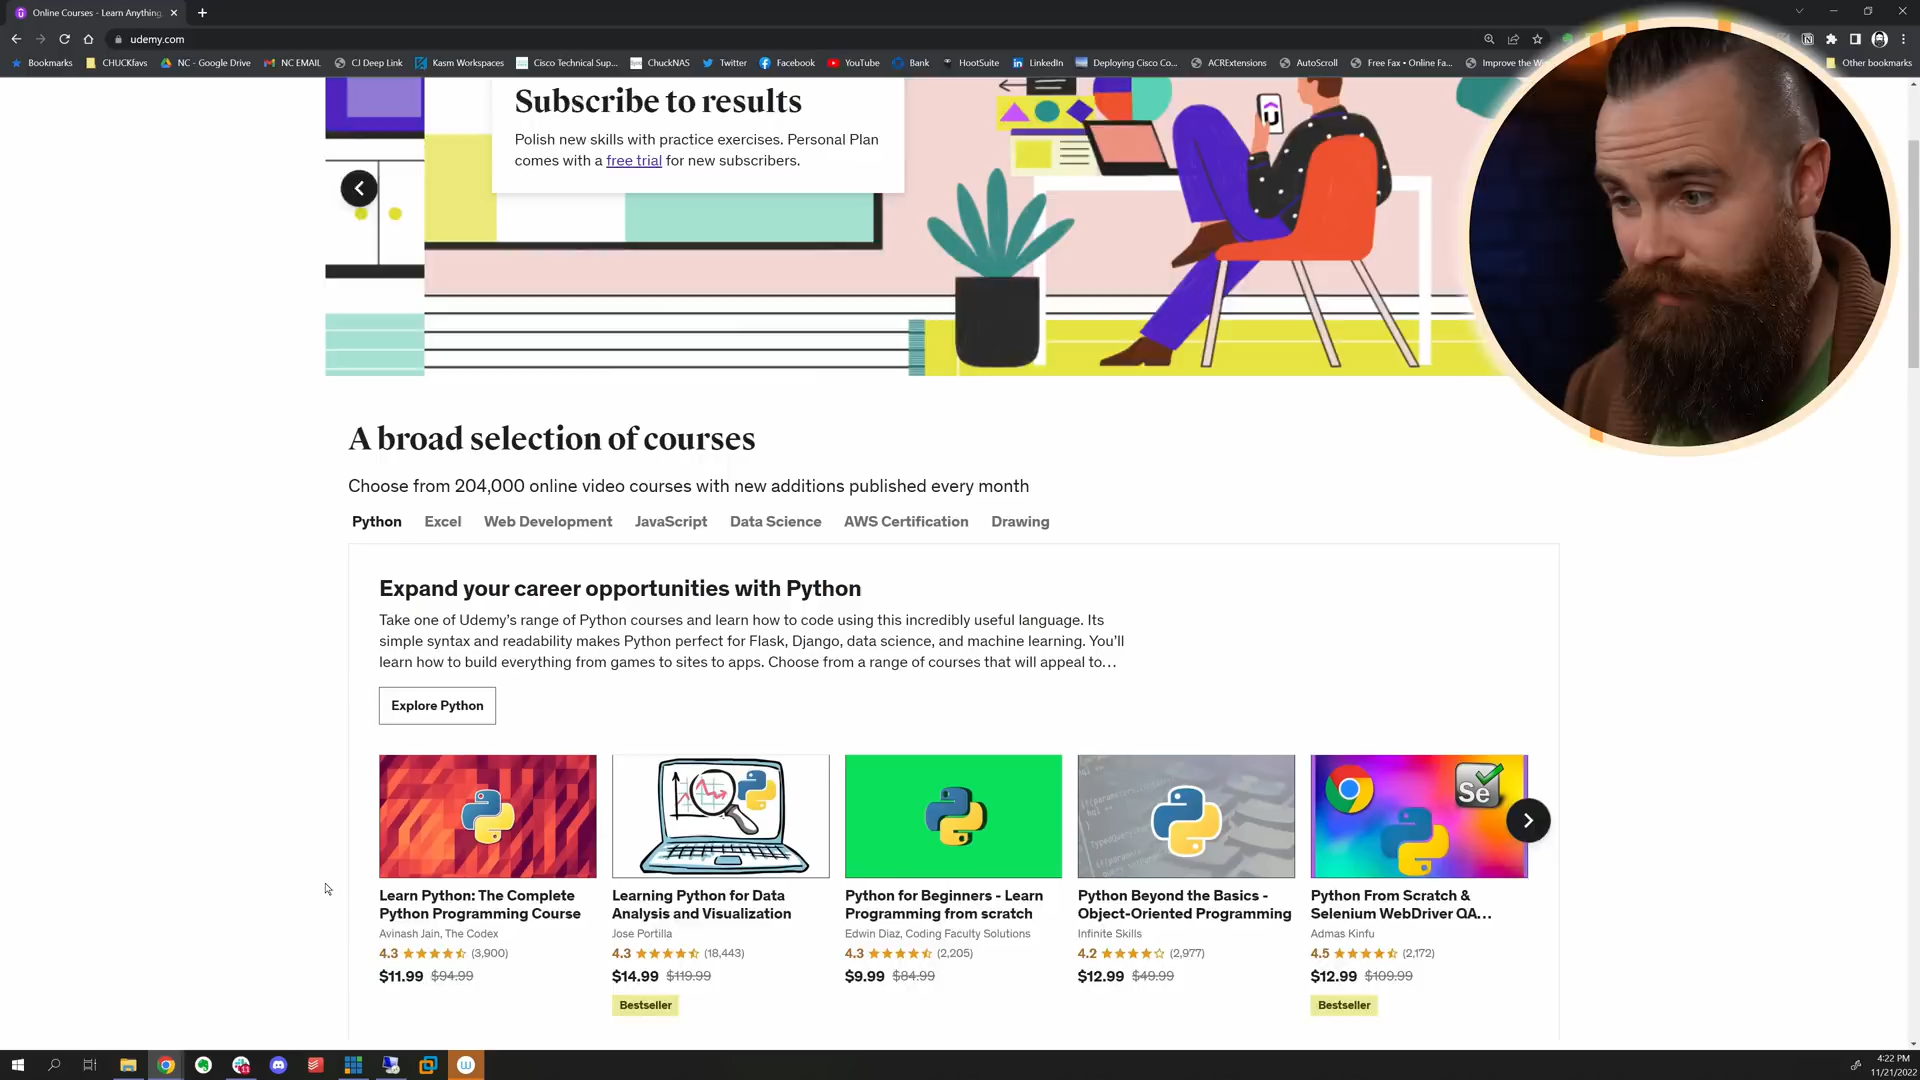 Online Courses - Learn Anything
udemy.com
Bookmarks
CHUCKfavs
NC - Google Drive
NC EMAIL
CJ Deep Link
Kasm Workspaces
Cisco Technical Sup...
ChuckNAS
Twitter
Facebook
YouTube
Bank
HootSuite
LinkedIn
Deploying Cisco Co...
ACRExtensions
AutoScroll
Free Fax • Online Fa...
Improve the
Other bookmarks
Subscribe to results
Polish new skills with practice exercises. Personal Plan
comes with a free trial for new subscribers.
A broad selection of courses
Choose from 204,000 online video courses with new additions published every month
Python
Excel
Web Development
JavaScript
Data Science
AWS Certification
Drawing
Expand your career opportunities with Python
Take one of Udemy's range of Python courses and learn how to code using this incredibly useful language. Its
simple syntax and readability makes Python perfect for Flask, Django, data science, and machine learning. You'll
learn how to build everything from games to sites to apps. Choose from a range of courses that will appeal to...
Explore Python
Learn Python: The Complete
Python Programming Course
Avinash Jain, The Codex
4.3 (3,900)
$11.99 $94.99
Learning Python for Data
Analysis and Visualization
Jose Portilla
4.3 (18,443)
$14.99 $119.99
Bestseller
Python for Beginners - Learn
Programming from scratch
Edwin Diaz, Coding Faculty Solutions
4.3 (2,205)
$9.99 $84.99
Python Beyond the Basics -
Object-Oriented Programming
Infinite Skills
4.2 (2,977)
$12.99 $49.99
Se
Python From Scratch &
Selenium WebDriver QA...
Admas Kinfu
4.5 (2,172)
$12.99 $109.99
Bestseller
4:22 PM
11/21/2022